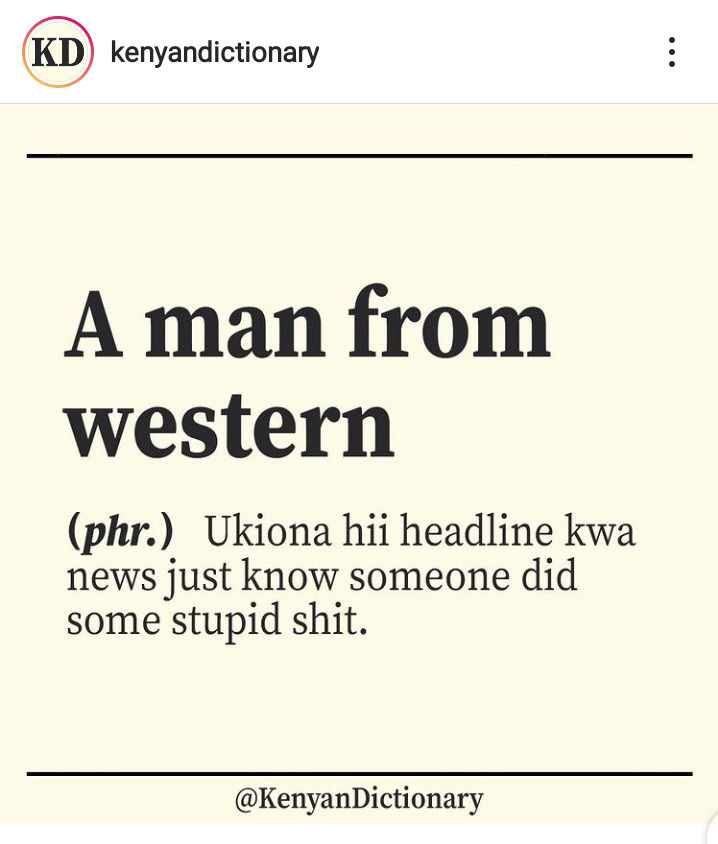 KD kenyandictionary
A man from
western
(phr.) Ukiona hii headline kwa
news just know someone did
some stupid shit.
@KenyanDictionary